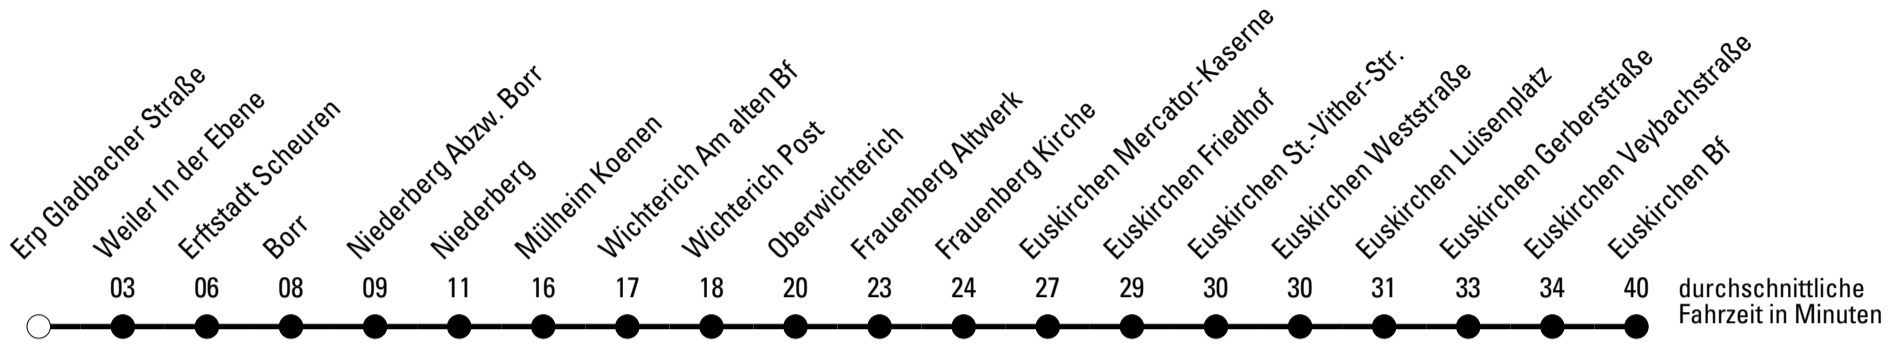 Erp Gladbacher Straße
Weiler In der Ebene
Erftstadt Scheuren
Borr
Niederberg Abzw. Borr
Niederberg
Mülheim Koenen
Wichterich Am alten Bf
Wichterich Post
Oberwichterich
Frauenberg Altwerk
Frauenberg Kirche
Euskirchen Mercator-Kaserne
Euskirchen Friedhof
Euskirchen St.-Vither-Str.
Euskirchen Weststraße
Euskirchen Luisenplatz
Euskirchen Gerberstraße
Euskirchen Veybachstraße
Euskirchen Bf
03 06 08 09 11 16 17 18 20 23 24 27 29 30 30 31 33 34 40 durchschnittliche
Fahrzeit in Minuten